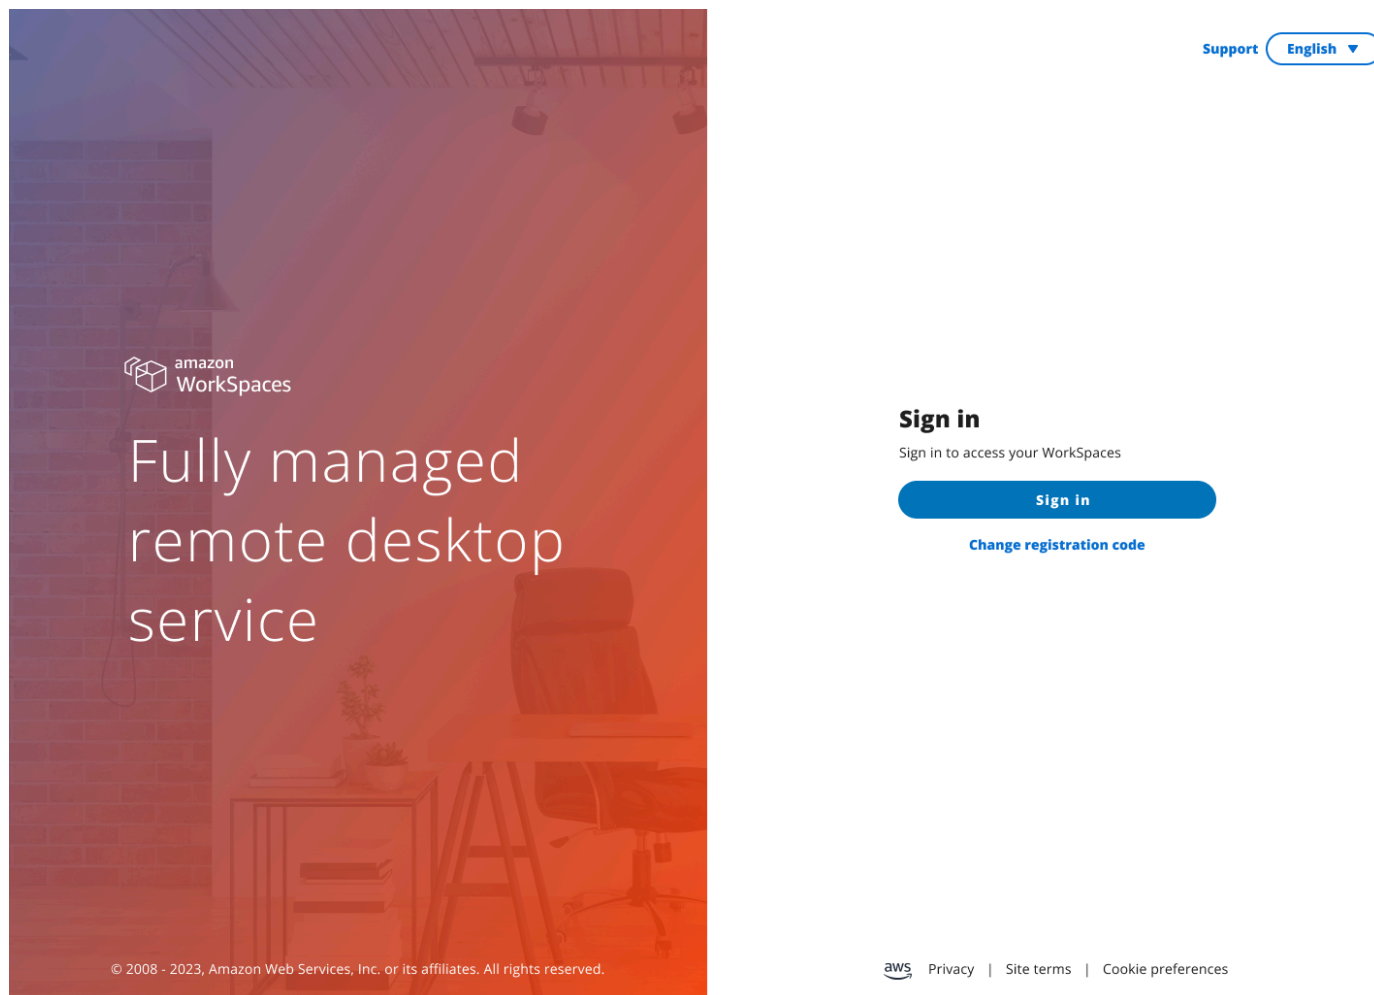 Support
English
amazon
WorkSpaces
Fully managed
remote desktop
service
Sign in
Sign in to access your WorkSpaces
Sign in
Change registration code
© 2008 - 2023, Amazon Web Services, Inc. or its affiliates. All rights reserved.
aws Privacy | Site terms | Cookie preferences